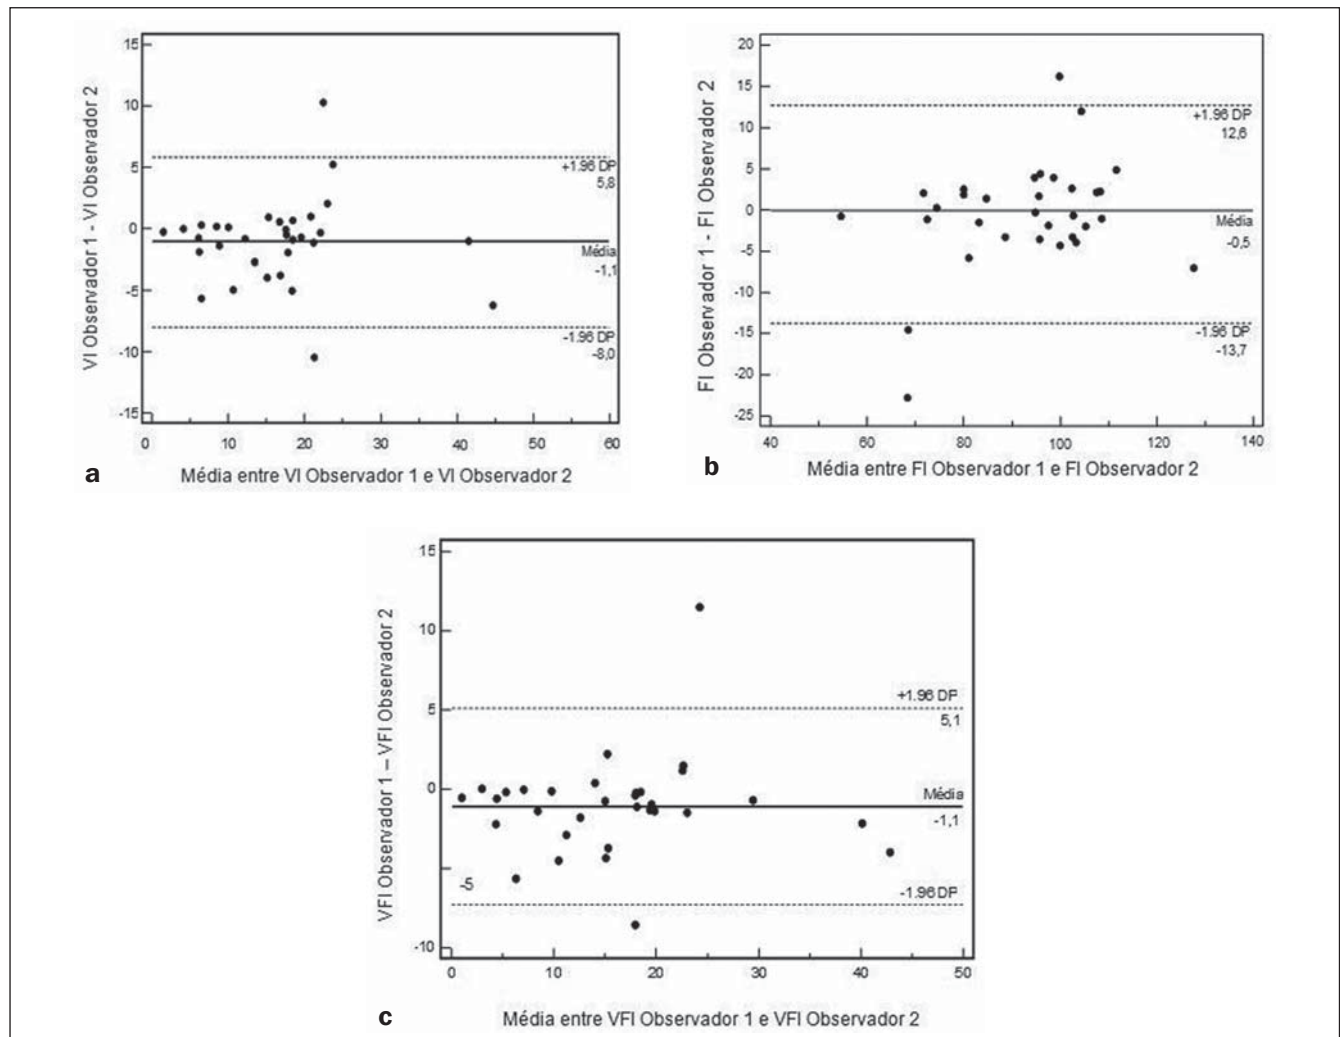 VI Observador 1 - VI Observador 2
15
10
5
0
-5
-10
-15
+1.96 DP
5,8
Média
-1,1
-1.96 DP
-8,0
0 10 20 30 40 50 60
Média entre VI Observador 1 e VI Observador 2
a
FI Observador 1 - FI Observador 2
20
15
10
5
0
-5
-10
-15
-20
-25
+1.96 DP
12,6
Média
-0,5
-1.96 DP
-13,7
40 60 80 100 120 140
Média entre FI Observador 1 e FI Observador 2
b
VFI Observador 1 – VFI Observador 2
15
10
5
0
-5
-10
+1.96 DP
5,1
Média
-1,1
-1.96 DP
0 10 20 30 40 50
Média entre VFI Observador 1 e VFI Observador 2
c